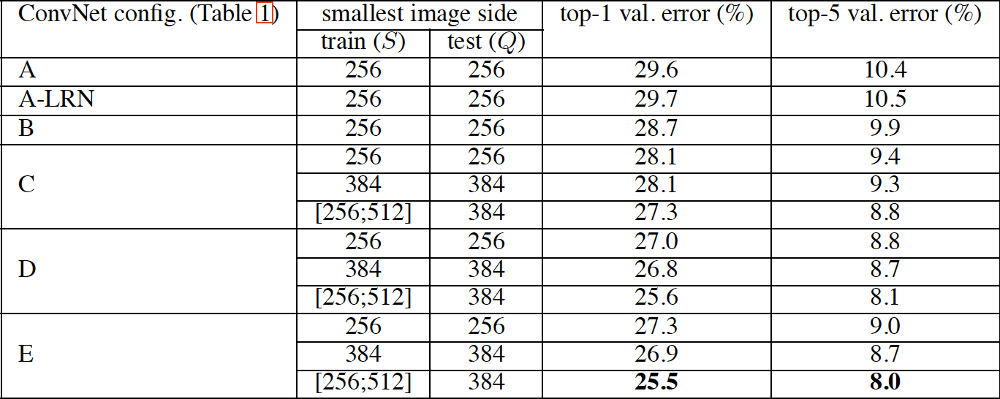 ConvNet config. (Table 1) smallest image side top-1 val. error (%) top-5 val. error (%)
train (S) test (Q)
A 256 256 29.6 10.4
A-LRN 256 256 29.7 10.5
B 256 256 28.7 9.9
256 256 28.1 9.4
C 384 384 28.1 9.3
[256;512] 384 27.3 8.8
256 256 27.0 8.8
D 384 384 26.8 8.7
[256;512] 384 25.6 8.1
256 256 27.3 9.0
E 384 384 26.9 8.7
[256;512] 384 25.5 8.0